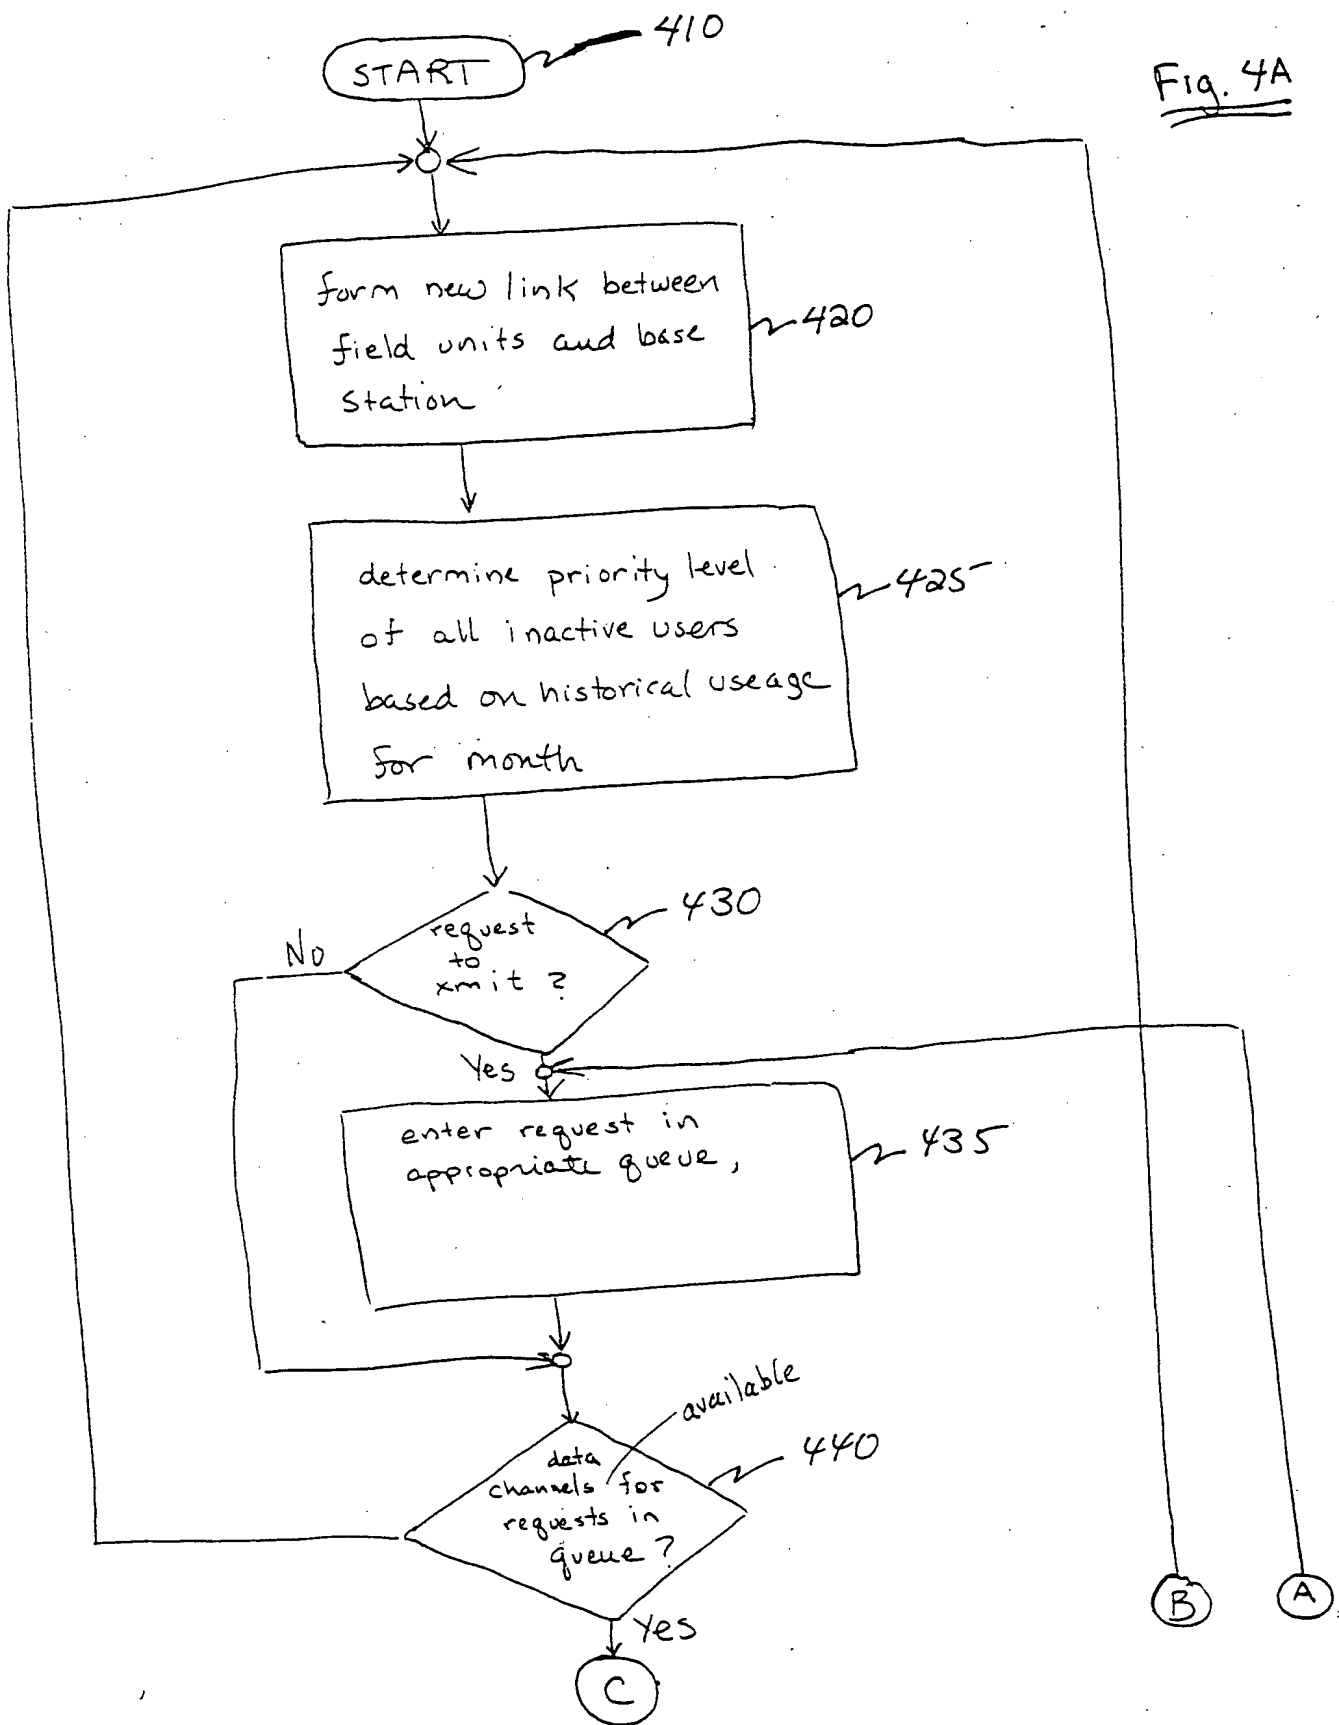 410
START
Fig. 4A
form new link between
field units and base
station
420
determine priority level
of all inactive users
based on historical useage
for month
425
430
request
to
xmit ?
No
Yes
enter request in
appropriate queue,
435
available
440
data
channels for
requests in
queue ?
Yes
B
A
C